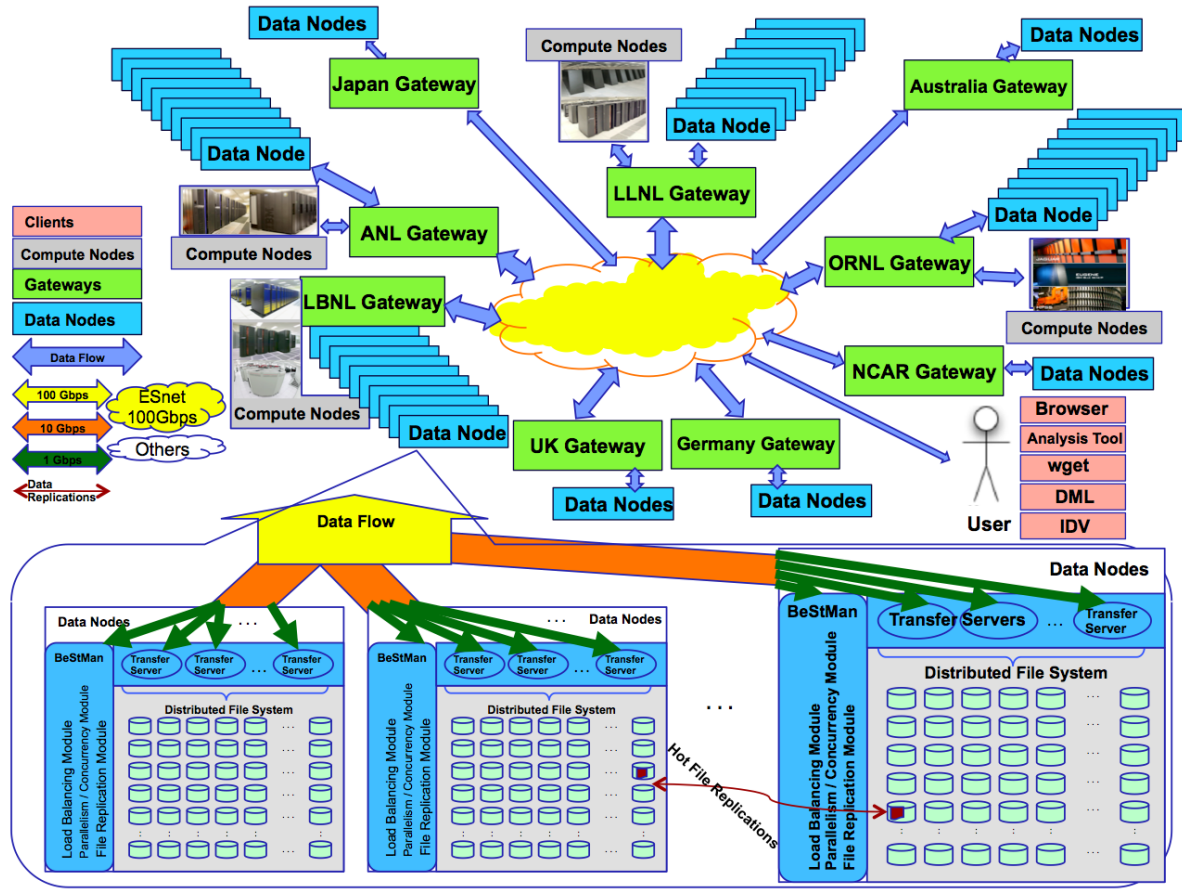 Data Nodes
Japan Gateway
Compute Nodes
Data Node
Data Nodes
Australia Gateway
Data Node
LLNL Gateway
Data Node
ANL Gateway
Compute Nodes
ORNL Gateway
JAGUAR
EUGENE
Compute Nodes
Clients
Compute Nodes
Gateways
Data Nodes
Data Flow
100 Gbps
ESnet
100Gbps
10 Gbps
Others
1 Gbps
Data
Replications
LBNL Gateway
Compute Nodes
Data Node
NCAR Gateway
Data Nodes
UK Gateway
Data Nodes
Germany Gateway
Data Nodes
User
Browser
Analysis Tool
wget
DML
IDV
Data Flow
Data Nodes
...
BeStMan
Transfer
Server
Transfer
Server
...
Transfer
Server
Load Balancing Module
Parallelism / Concurrency Module
File Replication Module
Distributed File System
... Data Nodes
BeStMan
Transfer
Server
Transfer
Server
...
Transfer
Server
Load Balancing Module
Parallelism / Concurrency Module
File Replication Module
Distributed File System
...
Hot File Replications
Data Nodes
BeStMan
Transfer Servers
...
Transfer
Server
Load Balancing Module
Parallelism / Concurrency Module
File Replication Module
Distributed File System